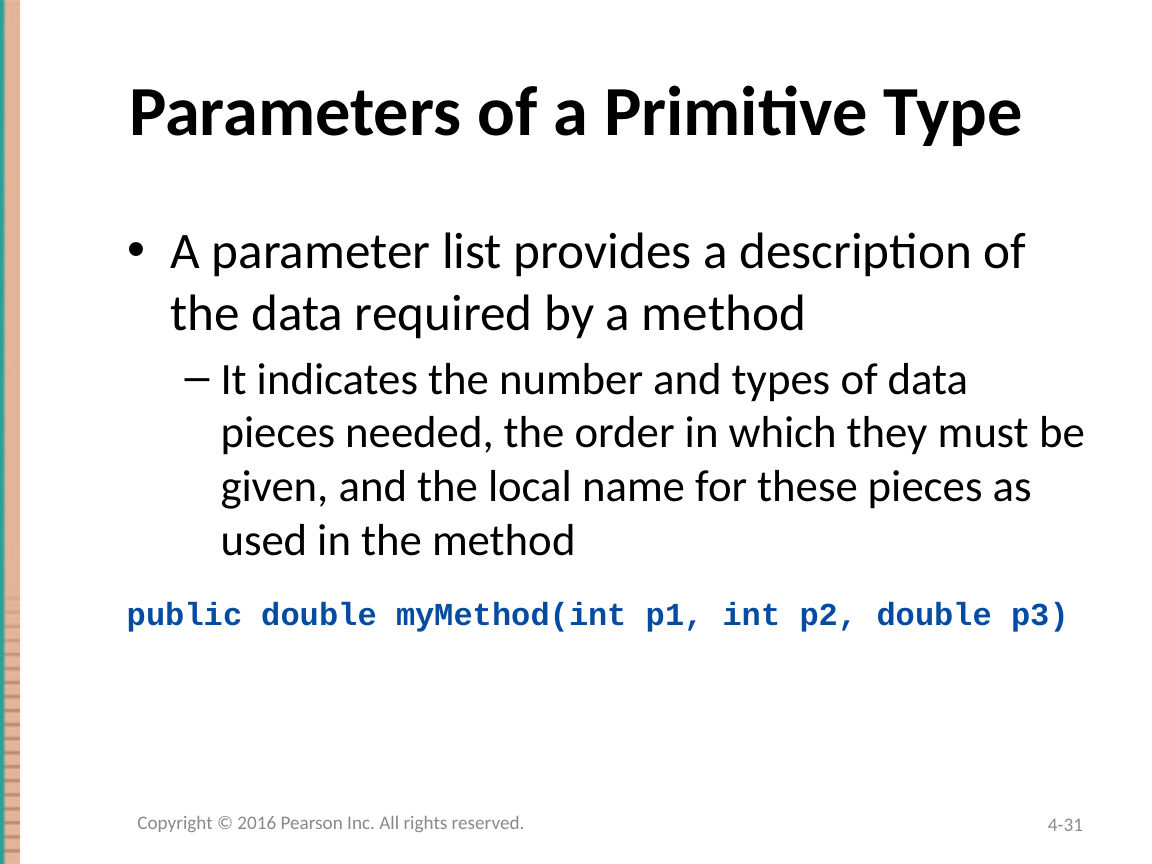 Parameters of a Primitive Type
• A parameter list provides a description of
the data required by a method
– It indicates the number and types of data
pieces needed, the order in which they must be
given, and the local name for these pieces as
used in the method
public double myMethod(int p1, int p2, double p3)
Copyright © 2016 Pearson Inc. All rights reserved.
4-31